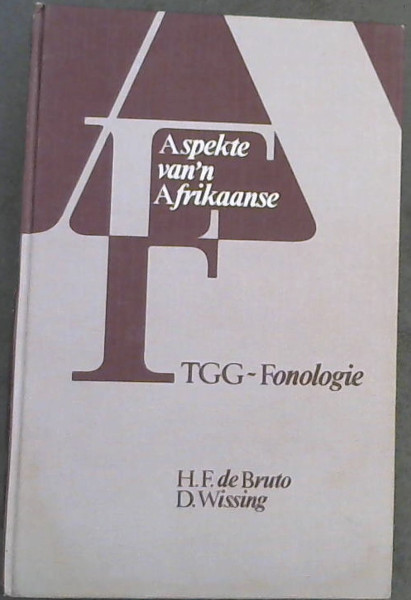 Aspekte
van'n
Afrikaanse
TGG-Fonologie
H.F. de Bruto
D. Wissing